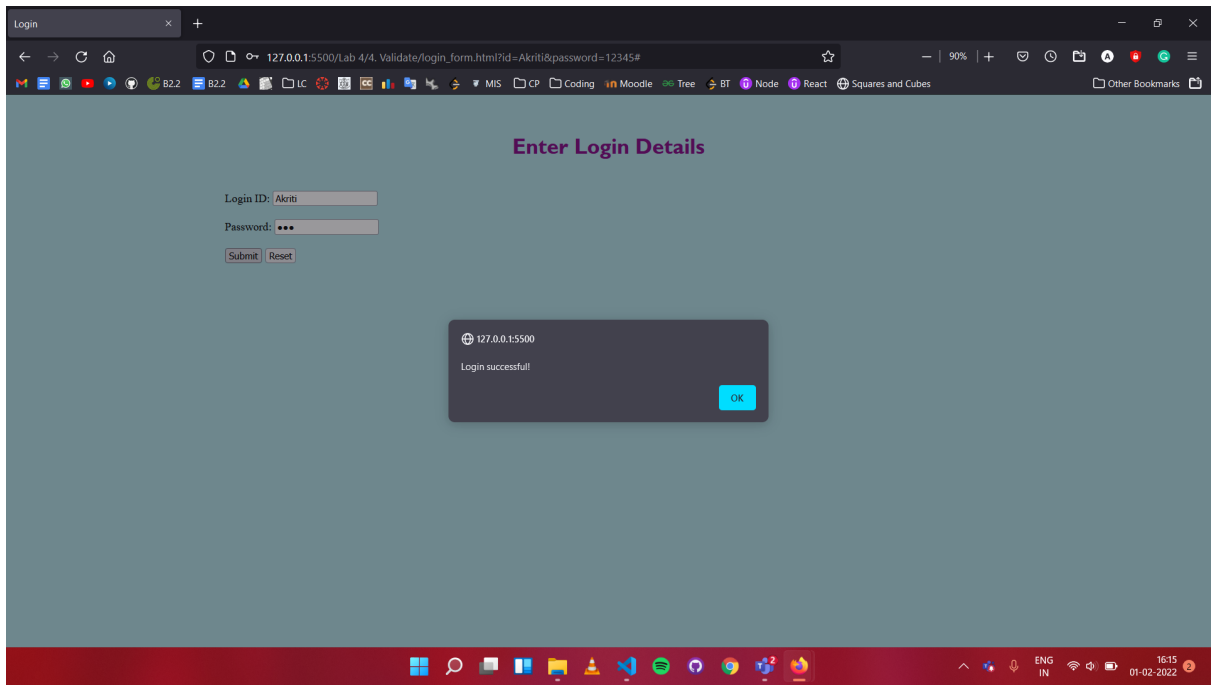 Login
127.0.0.1:5500/Lab 4/4. Validate/login_form.html?id=Akriti&password=12345#
90%
B2.2 B2.2 LC CC MIS CP Coding Moodle Tree BT Node React Squares and Cubes Other Bookmarks
Enter Login Details
Login ID: Akriti
Password: •••
Submit Reset
127.0.0.1:5500
Login successful!
OK
ENG 16:15
IN 01-02-2022 2
2